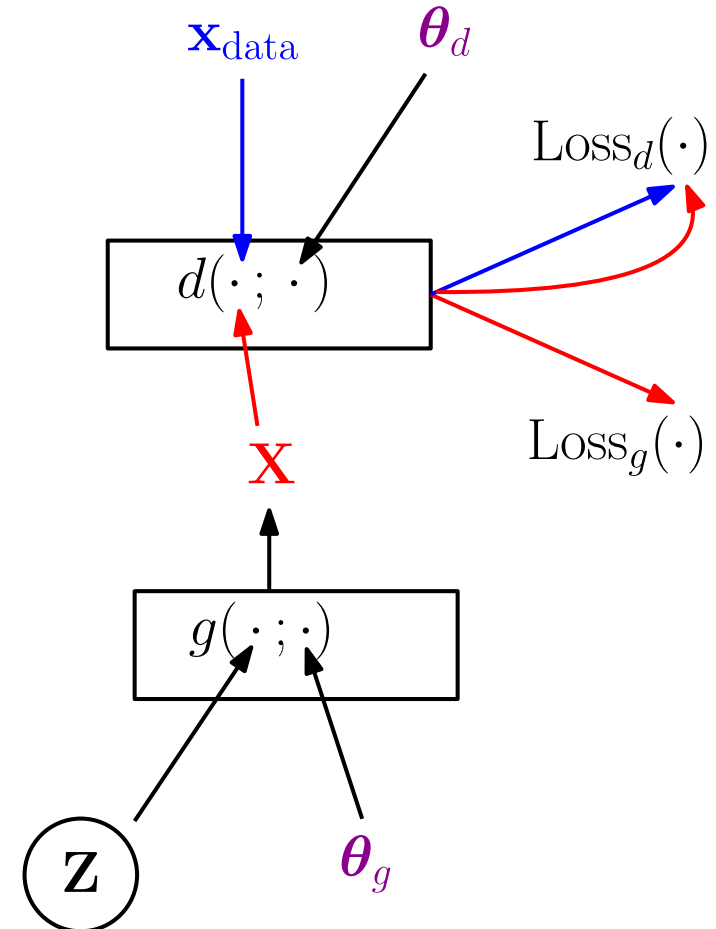 x_data
θ_d
Loss_d(·)
d(· ; ·)
Loss_g(·)
x
g(· ; ·)
z
θ_g